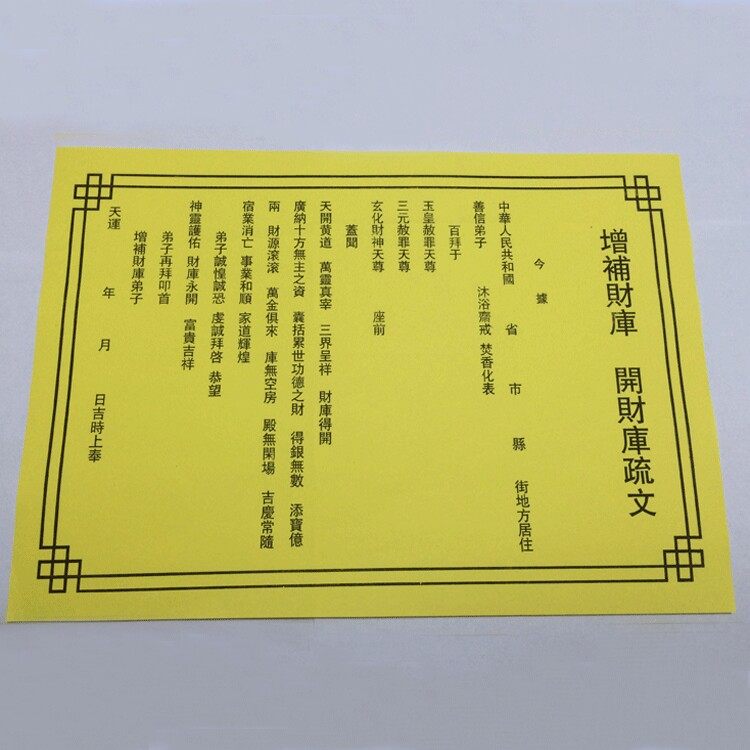 增補財庫　開財庫疏文
今據
中華人民共和國　省　市　縣　街地方居住
善信弟子　沐浴齋戒　焚香化表
百拜于
玉皇赦罪天尊
三元赦罪天尊
玄化財神天尊　座前
蓋聞
天開黄道　萬靈真宰　三界呈祥　財庫得開
廣納十方無主之資　囊括累世功德之財　得銀無數　添寶億
兩　財源滚滚　萬金俱來　庫無空房　殿無閑場　吉慶常隨
宿業消亡　事業和順　家道輝煌
弟子誠惶誠恐　虔誠拜啓　恭望
神靈護佑　財庫永開　富貴吉祥
弟子再拜叩首
增補財庫弟子
天運　年　月　日吉時上奉